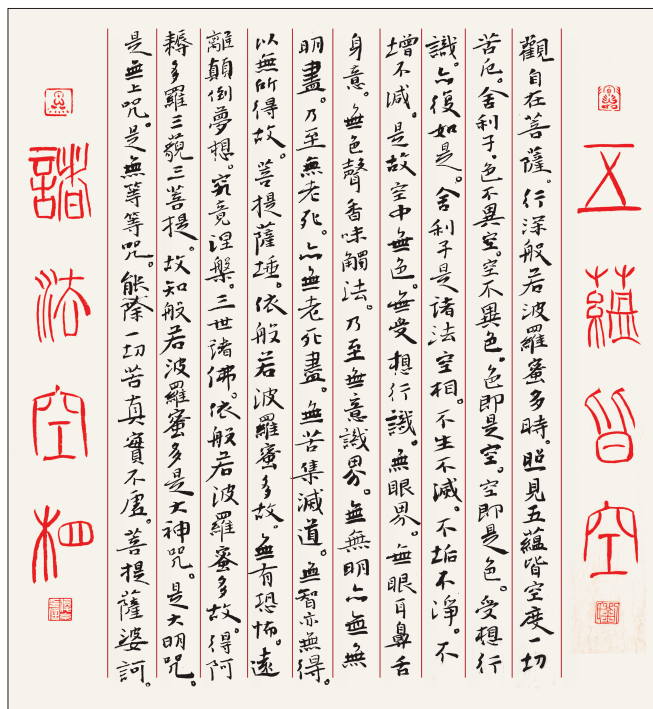 五蘊皆空
觀自在菩薩。行深般若波羅蜜多時。照見五蘊皆空度一切
苦厄。舍利子。色不異空。空不異色。色即是空。空即是色。受想行
識。亦復如是。舍利子是諸法空相。不生不滅。不垢不淨。不
增不減。是故空中無色。無受想行識。無眼界。無眼耳鼻舌
身意。無色聲香味觸法。乃至無意識界。無無明亦無無
明盡。乃至無老死。亦無老死盡。無苦集滅道。無智亦無得。
以無所得故。菩提薩埵。依般若波羅蜜多故。無有恐怖。遠
離顛倒夢想。究竟涅槃。三世諸佛。依般若波羅蜜多故。得阿
耨多羅三藐三菩提。故知般若波羅蜜多是大神咒。是大明咒。
是無上咒。是無等等咒。能除一切苦真實不虛。菩提薩婆訶。
諸法空相